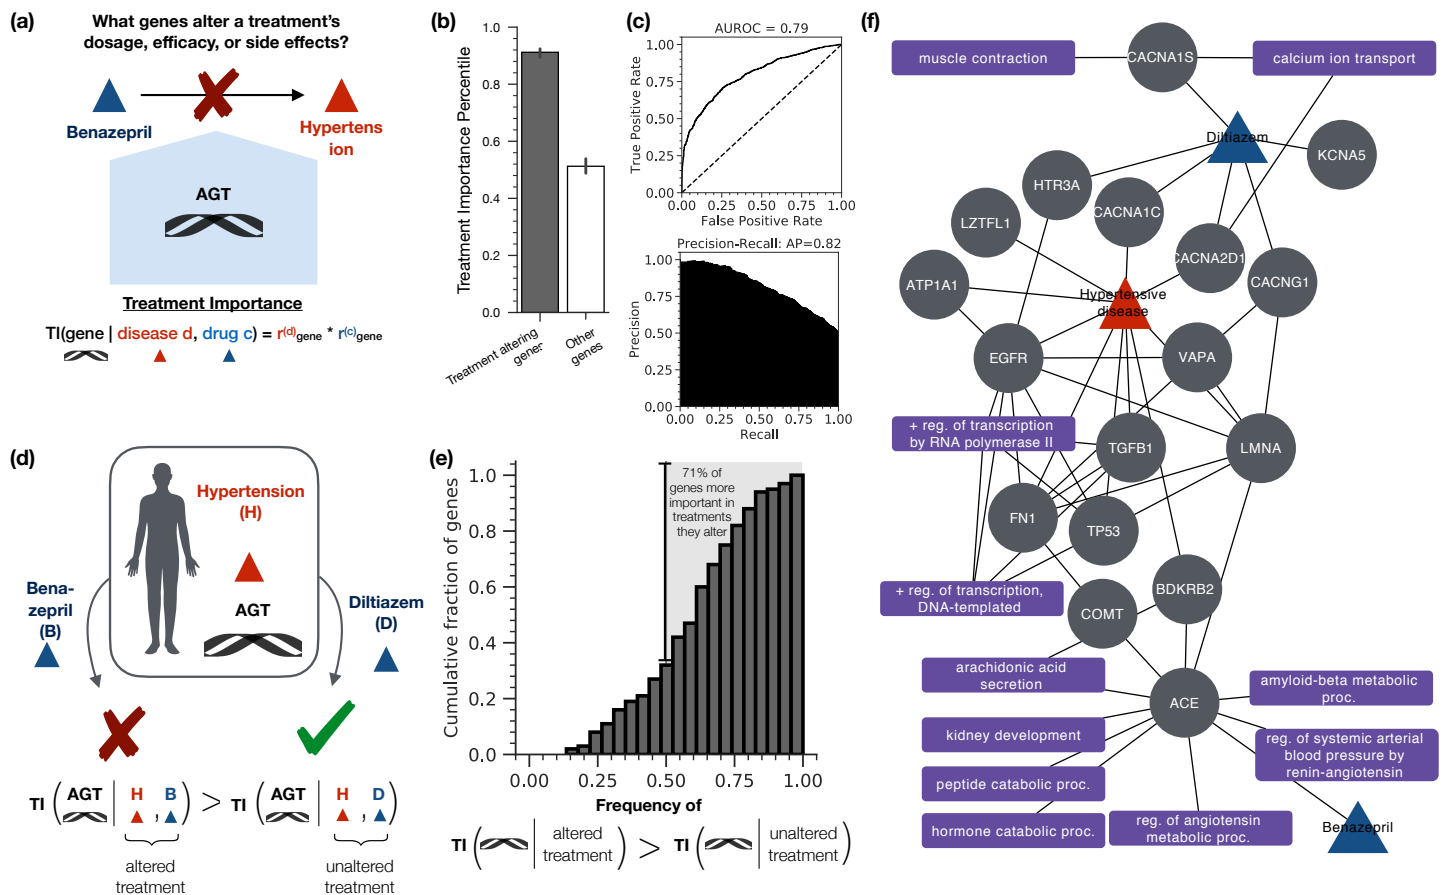 (a)
What genes alter a treatment's
dosage, efficacy, or side effects?
Benazepril
Hypertens
ion
AGT
Treatment Importance
TI(gene | disease d, drug c) = r(d)gene * r(c)gene
(b)
Treatment Importance Percentile
1.0
0.8
0.6
0.4
0.2
0.0
Treatment altering
genes
Other
genes
(c)
AUROC = 0.79
True Positive Rate
1.00
0.75
0.50
0.25
0.00
0.00 0.25 0.50 0.75 1.00
False Positive Rate
Precision-Recall: AP=0.82
Precision
1.00
0.75
0.50
0.25
0.00
0.00 0.25 0.50 0.75 1.00
Recall
(d)
Hypertension
(H)
AGT
Bena-
zepril
(B)
Diltiazem
(D)
TI ( AGT | H , B ) > TI ( AGT | H , D )
altered
treatment
unaltered
treatment
(e)
Cumulative fraction of genes
1.0
0.8
0.6
0.4
0.2
0.0
71% of
genes more
important in
treatments
they alter
0.00 0.25 0.50 0.75 1.00
Frequency of
TI ( | altered treatment ) > TI ( | unaltered treatment )
(f)
muscle contraction
CACNA1S
calcium ion transport
Diltiazem
KCNA5
HTR3A
CACNA1C
LZTFL1
CACNA2D1
ATP1A1
CACNG1
Hypertensive
disease
EGFR
VAPA
+ reg. of transcription
by RNA polymerase II
TGFB1
LMNA
FN1
TP53
+ reg. of transcription,
DNA-templated
COMT
BDKRB2
arachidonic acid
secretion
amyloid-beta metabolic
proc.
ACE
kidney development
reg. of systemic arterial
blood pressure by
renin-angiotensin
peptide catabolic proc.
hormone catabolic proc.
reg. of angiotensin
metabolic proc.
Benazepril